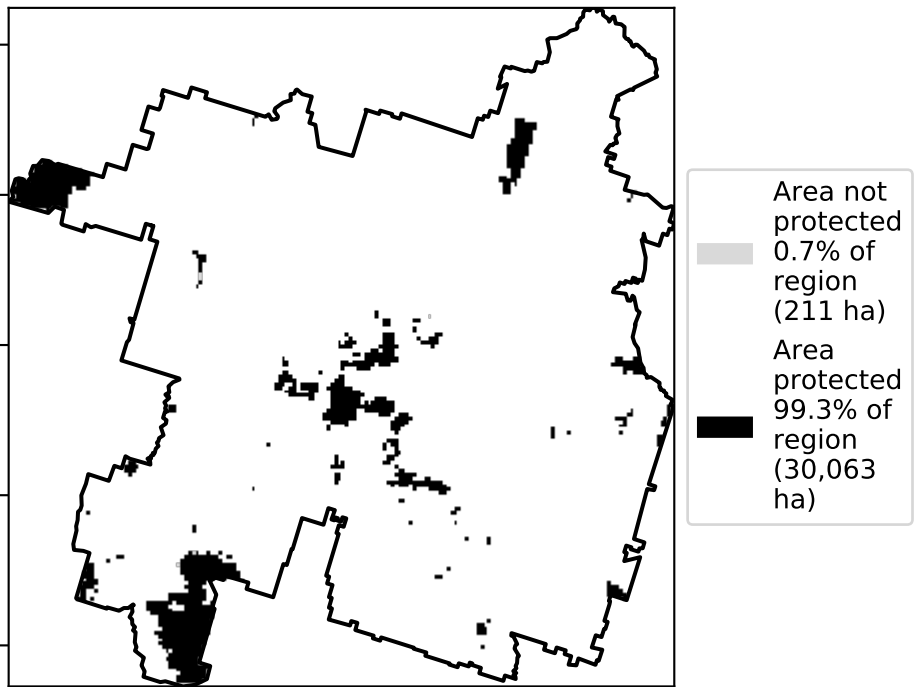 Area not
protected
0.7% of
region
(211 ha)
Area
protected
99.3% of
region
(30,063
ha)